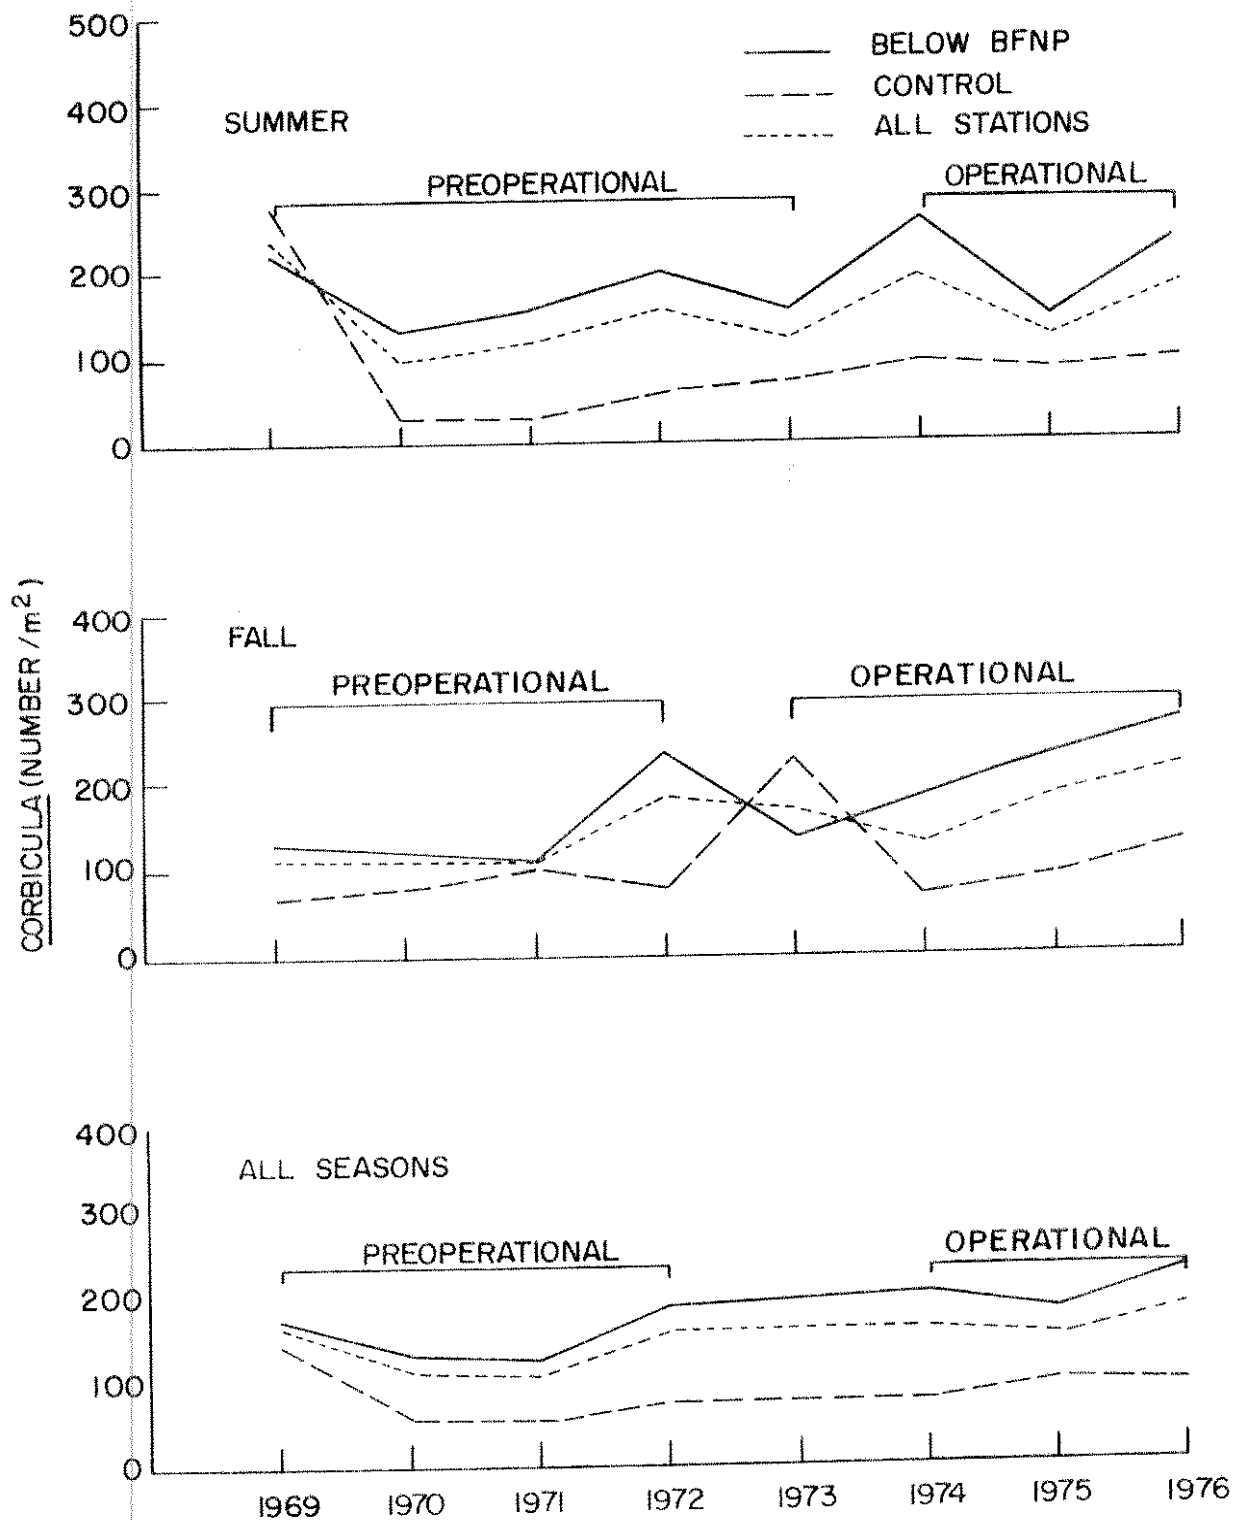 500
400
300
200
100
0
SUMMER
BELOW BFNP
CONTROL
ALL STATIONS
PREOPERATIONAL
OPERATIONAL
CORBICULA (NUMBER/m²)
400
300
200
100
0
FALL
PREOPERATIONAL
OPERATIONAL
400
300
200
100
0
ALL SEASONS
PREOPERATIONAL
OPERATIONAL
1969 1970 1971 1972 1973 1974 1975 1976